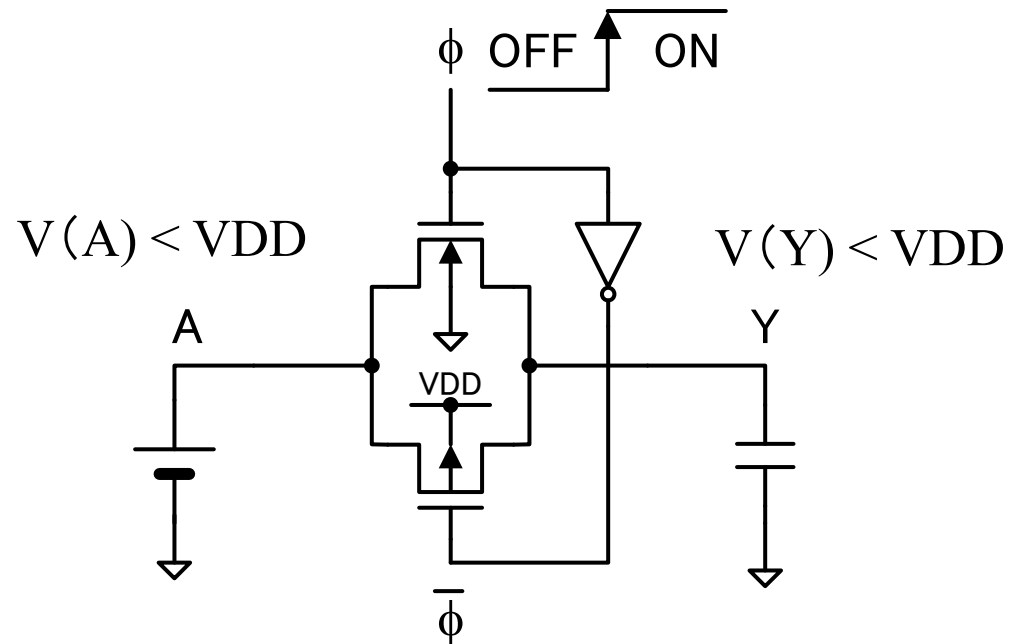 ϕ OFF ON
V(A) < VDD
V(Y) < VDD
A
Y
VDD
ϕ̅